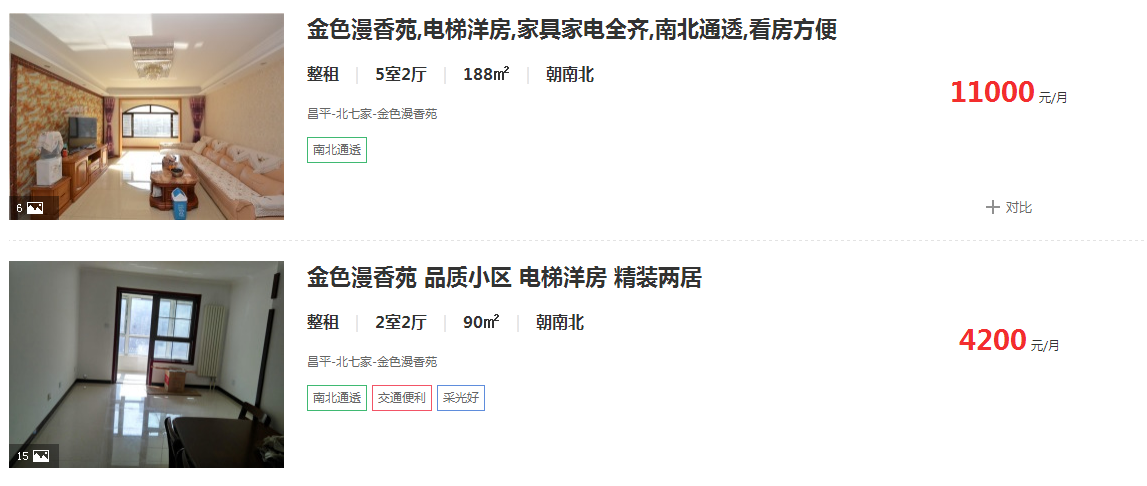 金色漫香苑,电梯洋房,家具家电全齐,南北通透,看房方便
整租 | 5室2厅 | 188㎡ | 朝南北
11000 元/月
昌平-北七家-金色漫香苑
南北通透
6
+ 对比
金色漫香苑 品质小区 电梯洋房 精装两居
整租 | 2室2厅 | 90㎡ | 朝南北
4200 元/月
昌平-北七家-金色漫香苑
南北通透 交通便利 采光好
15